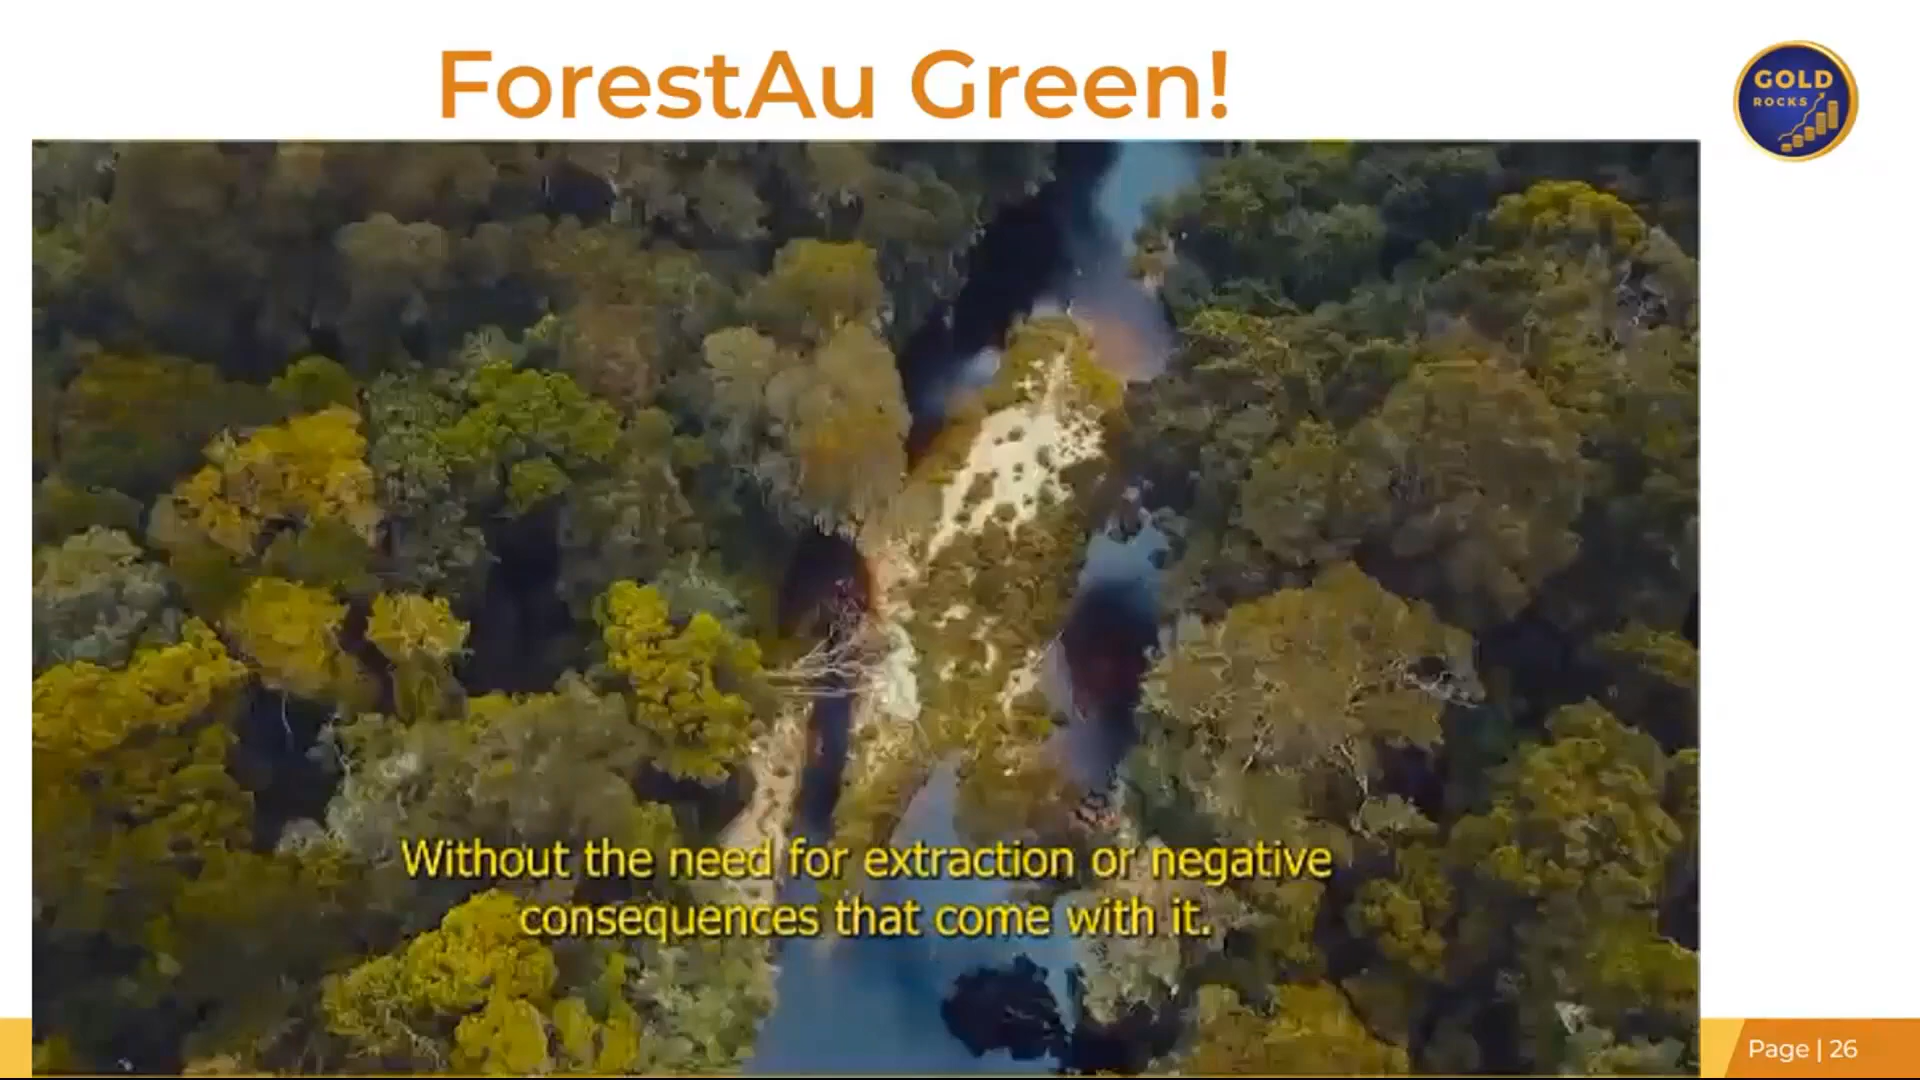 ForestAu Green!
GOLD
ROCKS
Without the need for extraction or negative
consequences that come with it.
Page | 26